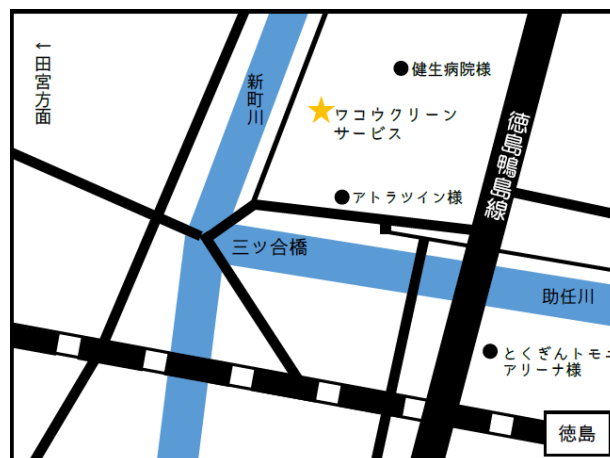 ←田宮方面
新町川
健生病院様
ワコウクリーン
サービス
徳島鴨島線
アトラツイン様
三ツ合橋
助任川
とくぎんトモニ
アリーナ様
徳島